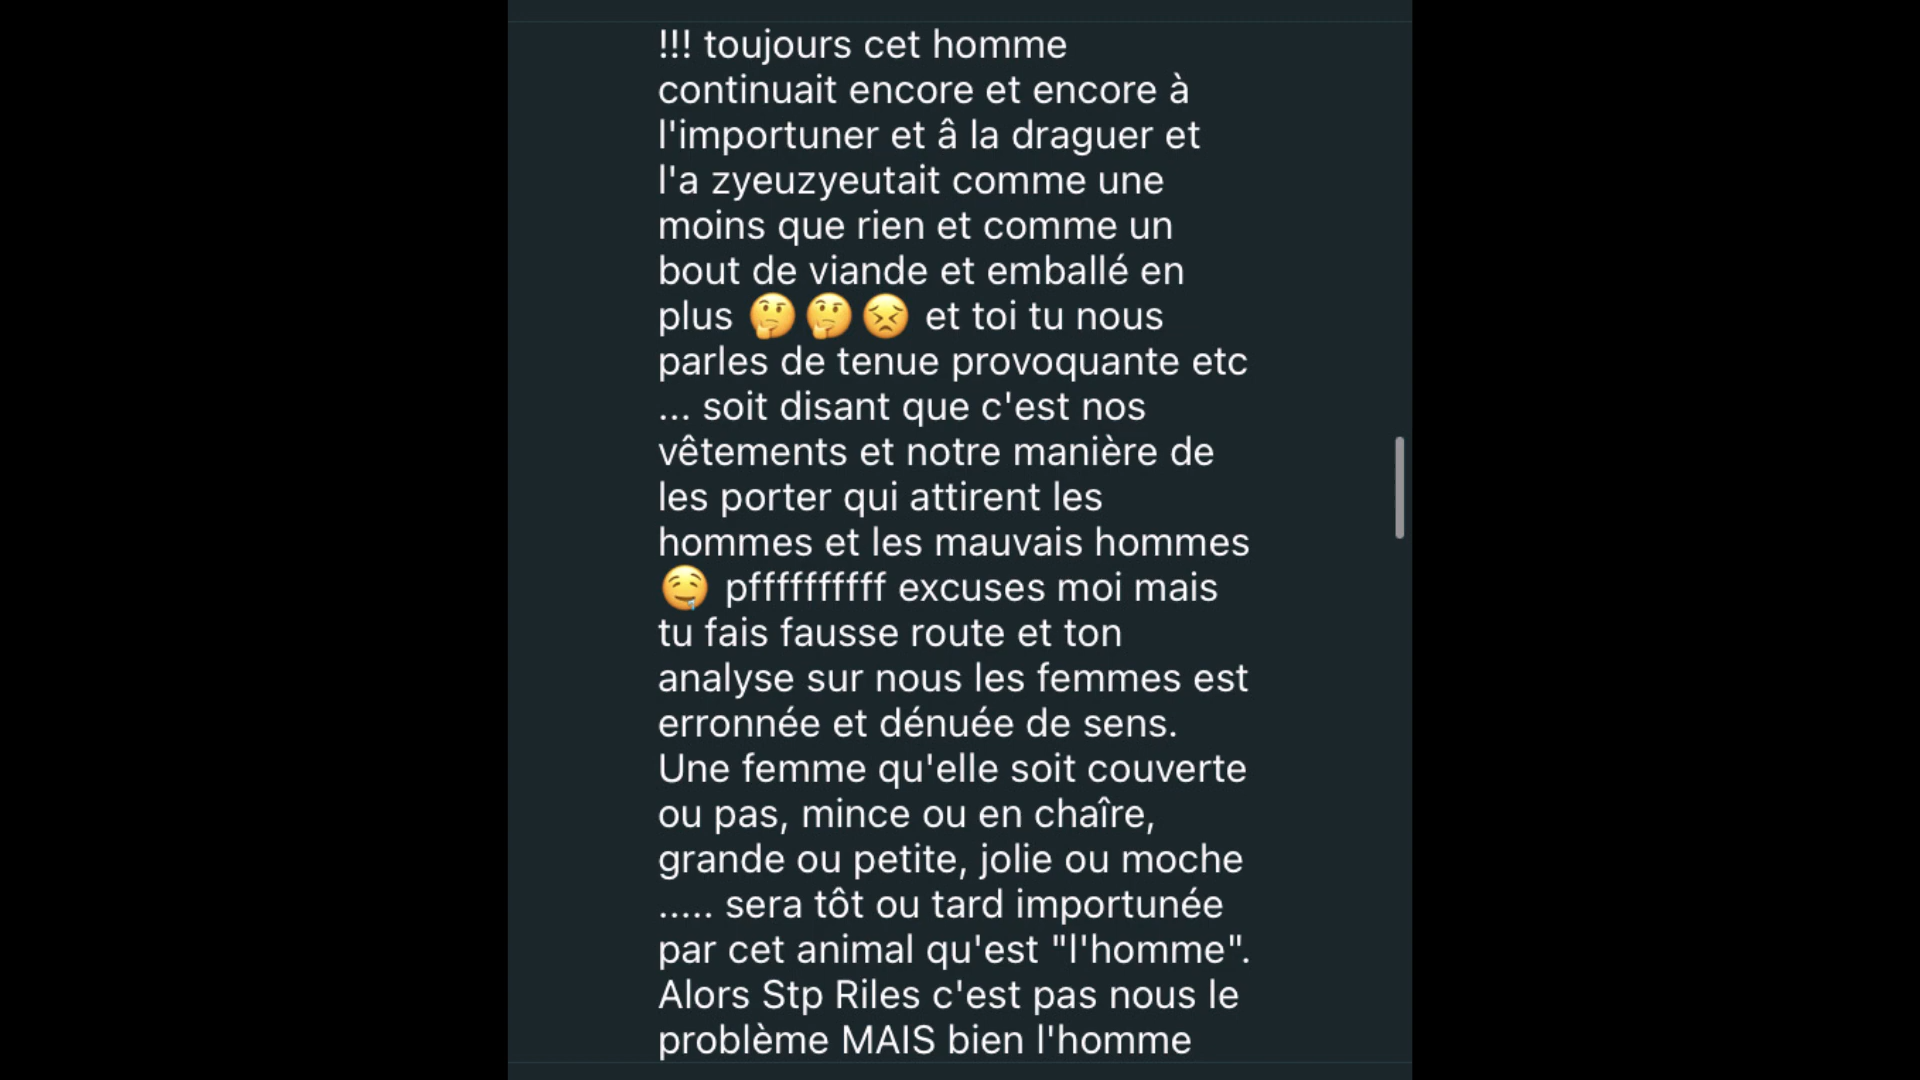 !!! toujours cet homme
continuait encore et encore à
l'importuner et â la draguer et
l'a zyeuzyeutait comme une
moins que rien et comme un
bout de viande et emballé en
plus 🤔🤔😣 et toi tu nous
parles de tenue provoquante etc
... soit disant que c'est nos
vêtements et notre manière de
les porter qui attirent les
hommes et les mauvais hommes
🤤 pffffffffff excuses moi mais
tu fais fausse route et ton
analyse sur nous les femmes est
erronnée et dénuée de sens.
Une femme qu'elle soit couverte
ou pas, mince ou en chaîre,
grande ou petite, jolie ou moche
..... sera tôt ou tard importunée
par cet animal qu'est "l'homme".
Alors Stp Riles c'est pas nous le
problème MAIS bien l'homme